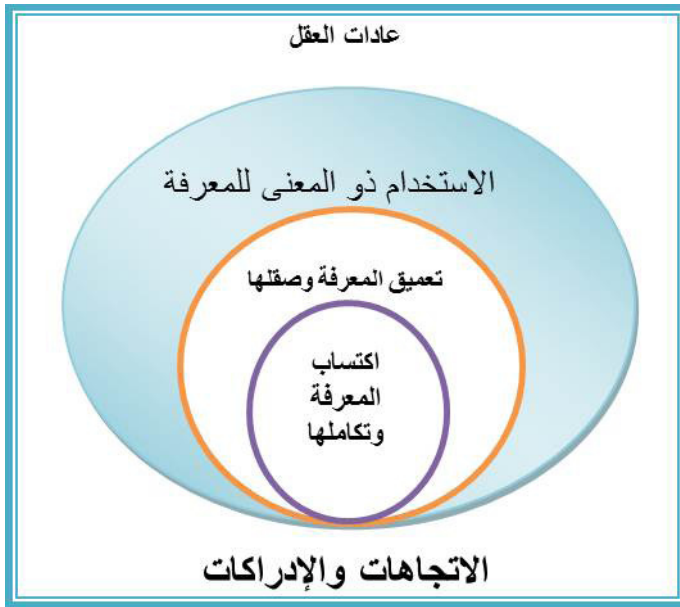 عادات العقل
الاستخدام ذو المعنى للمعرفة
تعميق المعرفة وصقلها
اكتساب
المعرفة
وتكاملها
الاتجاهات والإدراكات